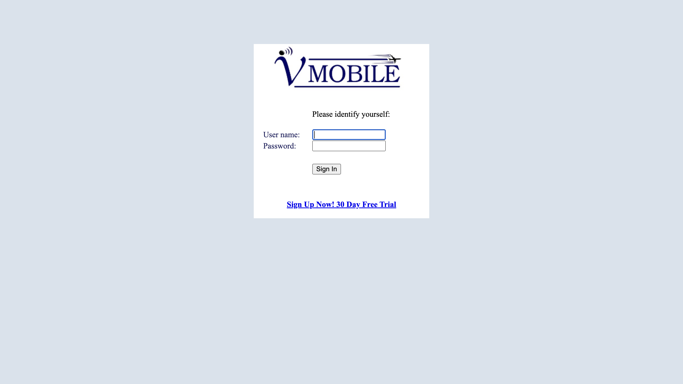 VMOBILE
Please identify yourself:
User name:
Password:
Sign In
Sign Up Now! 30 Day Free Trial